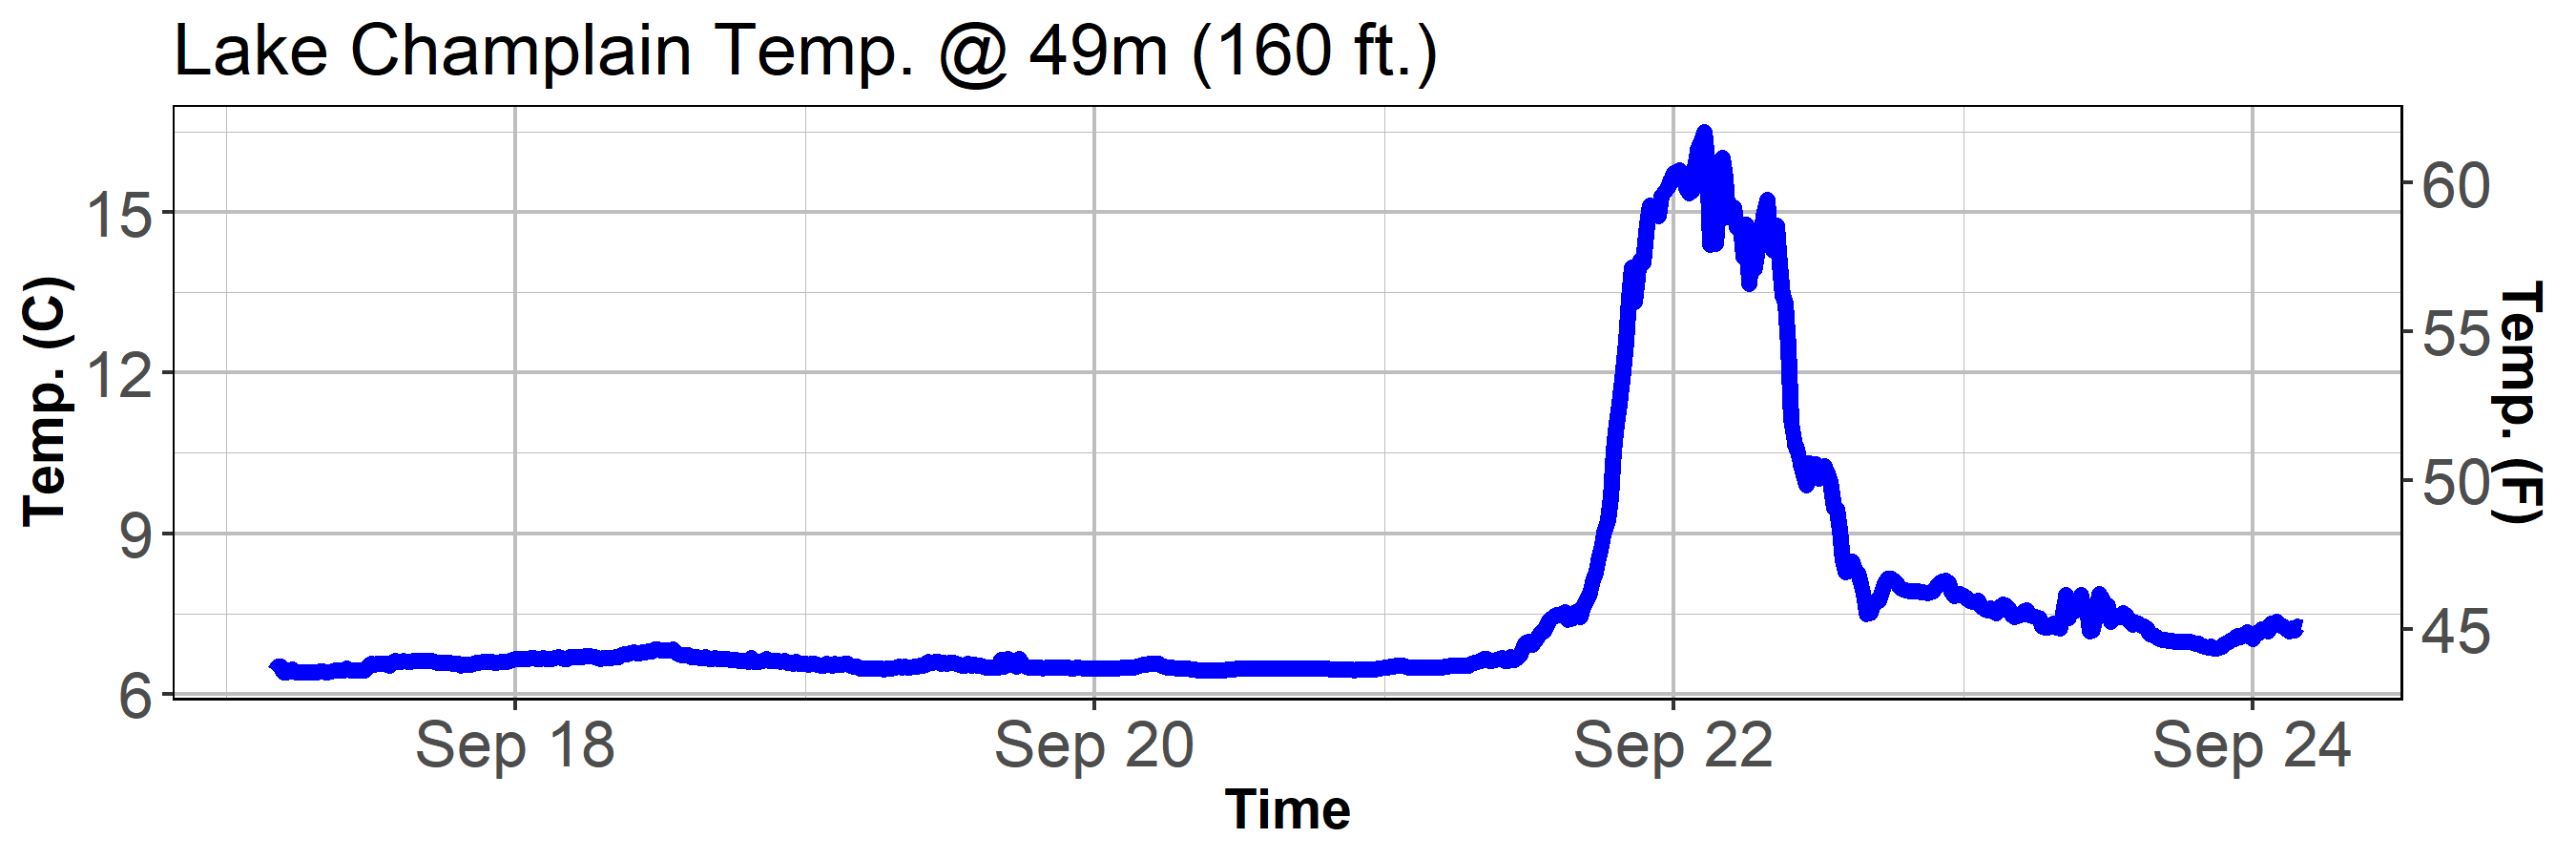 Lake Champlain Temp. @ 49m (160 ft.)
Temp. (C)
15
12
9
6
60
55
50
45
Temp. (F)
Sep 18
Sep 20
Sep 22
Sep 24
Time